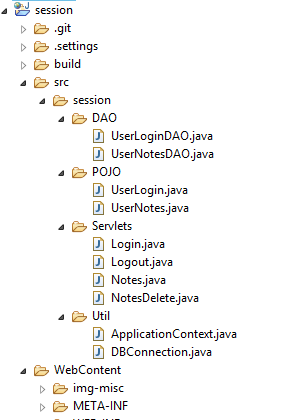 session
.git
.settings
build
src
session
DAO
UserLoginDAO.java
UserNotesDAO.java
POJO
UserLogin.java
UserNotes.java
Servlets
Login.java
Logout.java
Notes.java
NotesDelete.java
Util
ApplicationContext.java
DBConnection.java
WebContent
img-misc
META-INF